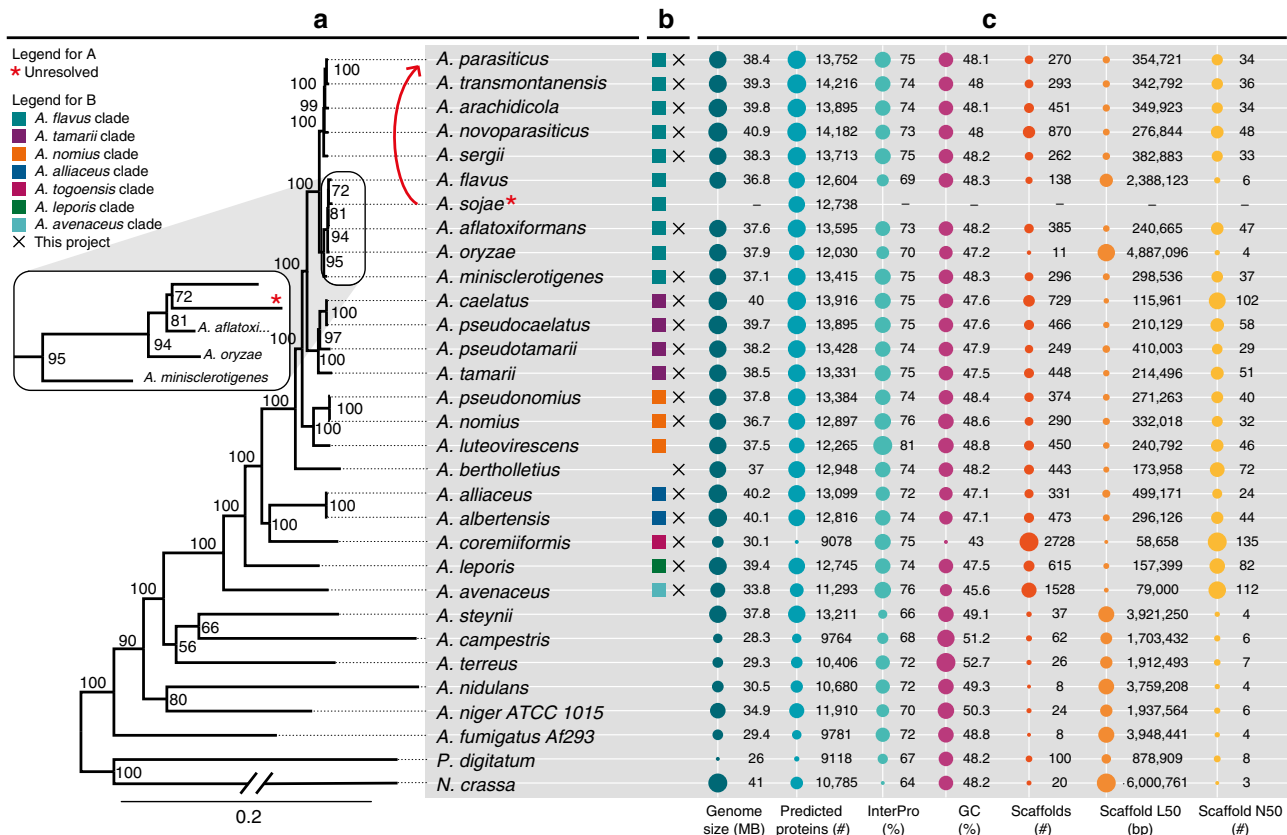 a
b
c
Legend for A
* Unresolved
Legend for B
A. flavus clade
A. tamarii clade
A. nomius clade
A. alliaceus clade
A. togoensis clade
A. leporis clade
A. avenaceus clade
× This project
100
100
99
100
100
72
81
94
95
100
100
97
100
100
100
100
100
100
100
100
100
100
90
66
56
100
80
100
72
*
81
A. aflatoxi...
94
A. oryzae
95
A. minisclerotigenes
0.2
A. parasiticus × 38.4 13,752 75 48.1 270 354,721 34
A. transmontanensis × 39.3 14,216 74 48 293 342,792 36
A. arachidicola × 39.8 13,895 74 48.1 451 349,923 34
A. novoparasiticus × 40.9 14,182 73 48 870 276,844 48
A. sergii × 38.3 13,713 75 48.2 262 382,883 33
A. flavus 36.8 12,604 69 48.3 138 2,388,123 6
A. sojae* – 12,738 – – – – –
A. aflatoxiformans × 37.6 13,595 73 48.2 385 240,665 47
A. oryzae 37.9 12,030 70 47.2 11 4,887,096 4
A. minisclerotigenes × 37.1 13,415 75 48.3 296 298,536 37
A. caelatus × 40 13,916 75 47.6 729 115,961 102
A. pseudocaelatus × 39.7 13,895 75 47.6 466 210,129 58
A. pseudotamarii × 38.2 13,428 74 47.9 249 410,003 29
A. tamarii × 38.5 13,331 75 47.5 448 214,496 51
A. pseudonomius × 37.8 13,384 74 48.4 374 271,263 40
A. nomius × 36.7 12,897 76 48.6 290 332,018 32
A. luteovirescens 37.5 12,265 81 48.8 450 240,792 46
A. bertholletius × 37 12,948 74 48.2 443 173,958 72
A. alliaceus × 40.2 13,099 72 47.1 331 499,171 24
A. albertensis × 40.1 12,816 74 47.1 473 296,126 44
A. coremiiformis × 30.1 9078 75 43 2728 58,658 135
A. leporis × 39.4 12,745 74 47.5 615 157,399 82
A. avenaceus × 33.8 11,293 76 45.6 1528 79,000 112
A. steynii 37.8 13,211 66 49.1 37 3,921,250 4
A. campestris 28.3 9764 68 51.2 62 1,703,432 6
A. terreus 29.3 10,406 72 52.7 26 1,912,493 7
A. nidulans 30.5 10,680 72 49.3 8 3,759,208 4
A. niger ATCC 1015 34.9 11,910 70 50.3 24 1,937,564 6
A. fumigatus Af293 29.4 9781 72 48.8 8 3,948,441 4
P. digitatum 26 9118 67 48.2 100 878,909 8
N. crassa 41 10,785 64 48.2 20 6,000,761 3
Genome Predicted InterPro GC Scaffolds Scaffold L50 Scaffold N50
size (MB) proteins (#) (%) (%) (#) (bp) (#)